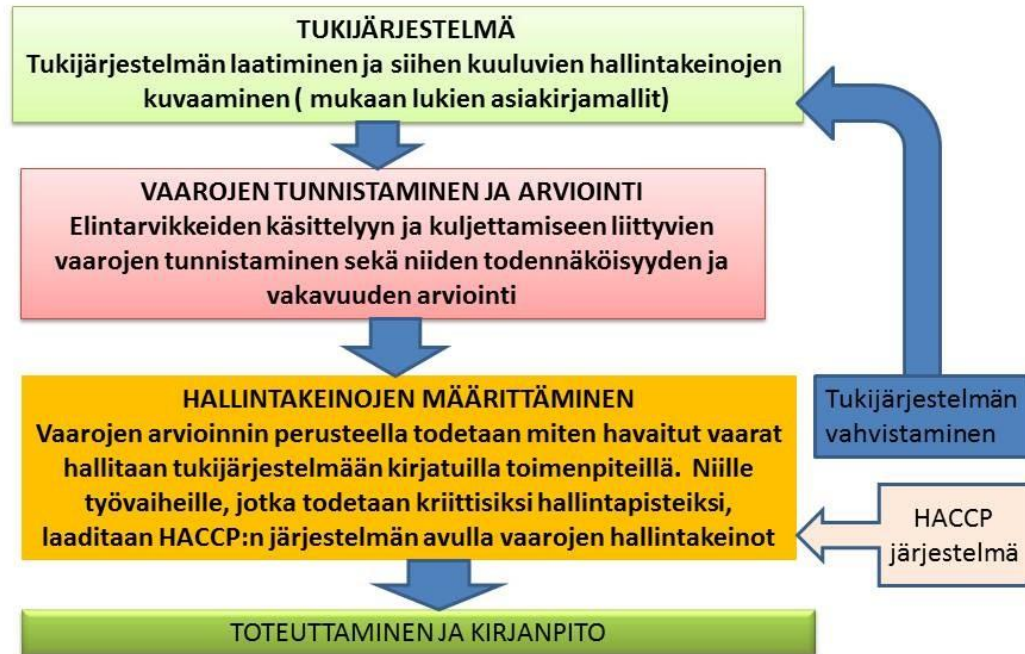 TUKIJÄRJESTELMÄ
Tukijärjestelmän laatiminen ja siihen kuuluvien hallintakeinojen
kuvaaminen ( mukaan lukien asiakirjamallit)
VAAROJEN TUNNISTAMINEN JA ARVIOINTI
Elintarvikkeiden käsittelyyn ja kuljettamiseen liittyvien
vaarojen tunnistaminen sekä niiden todennäköisyyden ja
vakavuuden arviointi
HALLINTAKEINOJEN MÄÄRITTÄMINEN
Vaarojen arvioinnin perusteella todetaan miten havaitut vaarat
hallitaan tukijärjestelmään kirjatuilla toimenpiteillä. Niille
työvaiheille, jotka todetaan kriittisiksi hallintapisteiksi,
laaditaan HACCP:n järjestelmän avulla vaarojen hallintakeinot
Tukijärjestelmän
vahvistaminen
HACCP
järjestelmä
TOTEUTTAMINEN JA KIRJANPITO